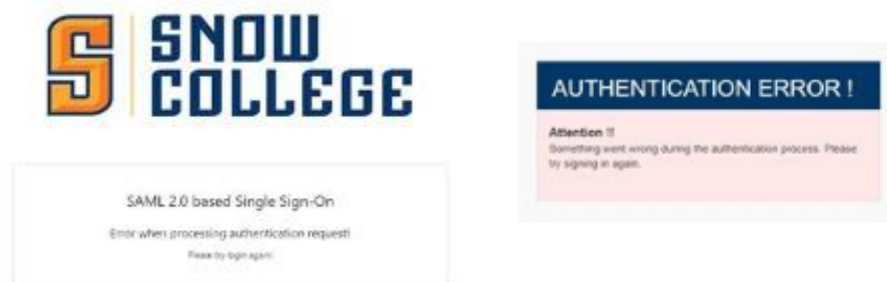 SNOW
COLLEGE
SAML 2.0 based Single Sign-On
Error when processing authentication request!
Please try login again!
AUTHENTICATION ERROR !
Attention !!
Something went wrong during the authentication process. Please
try signing in again.